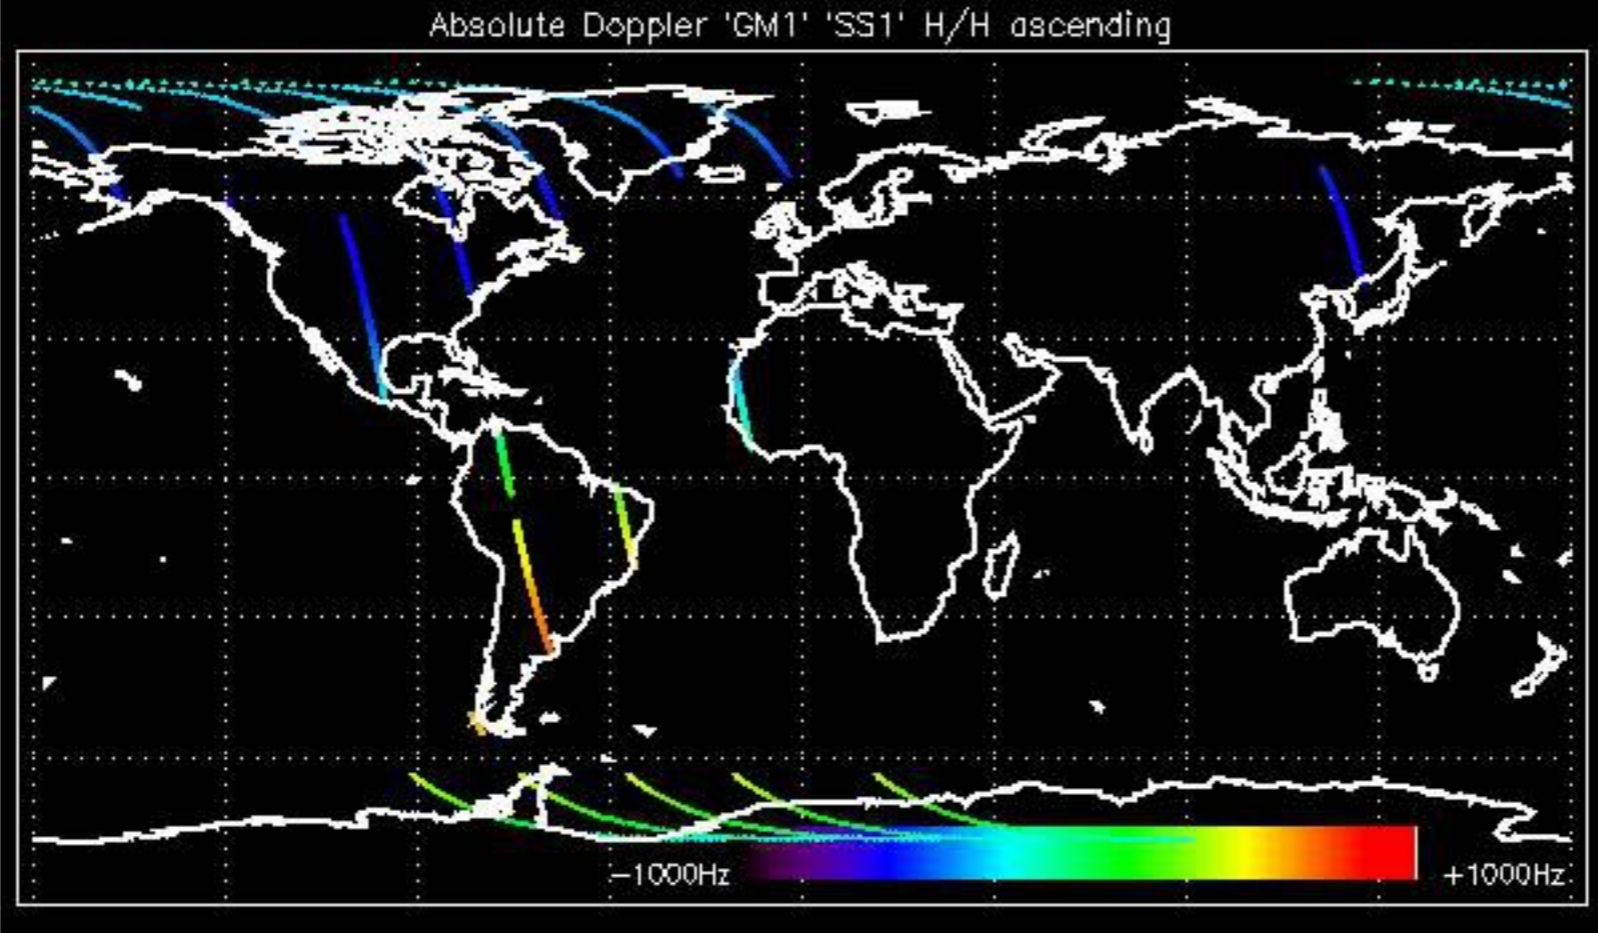 Absolute Doppler 'GM1' 'SS1' H/H ascending
−1000Hz +1000Hz